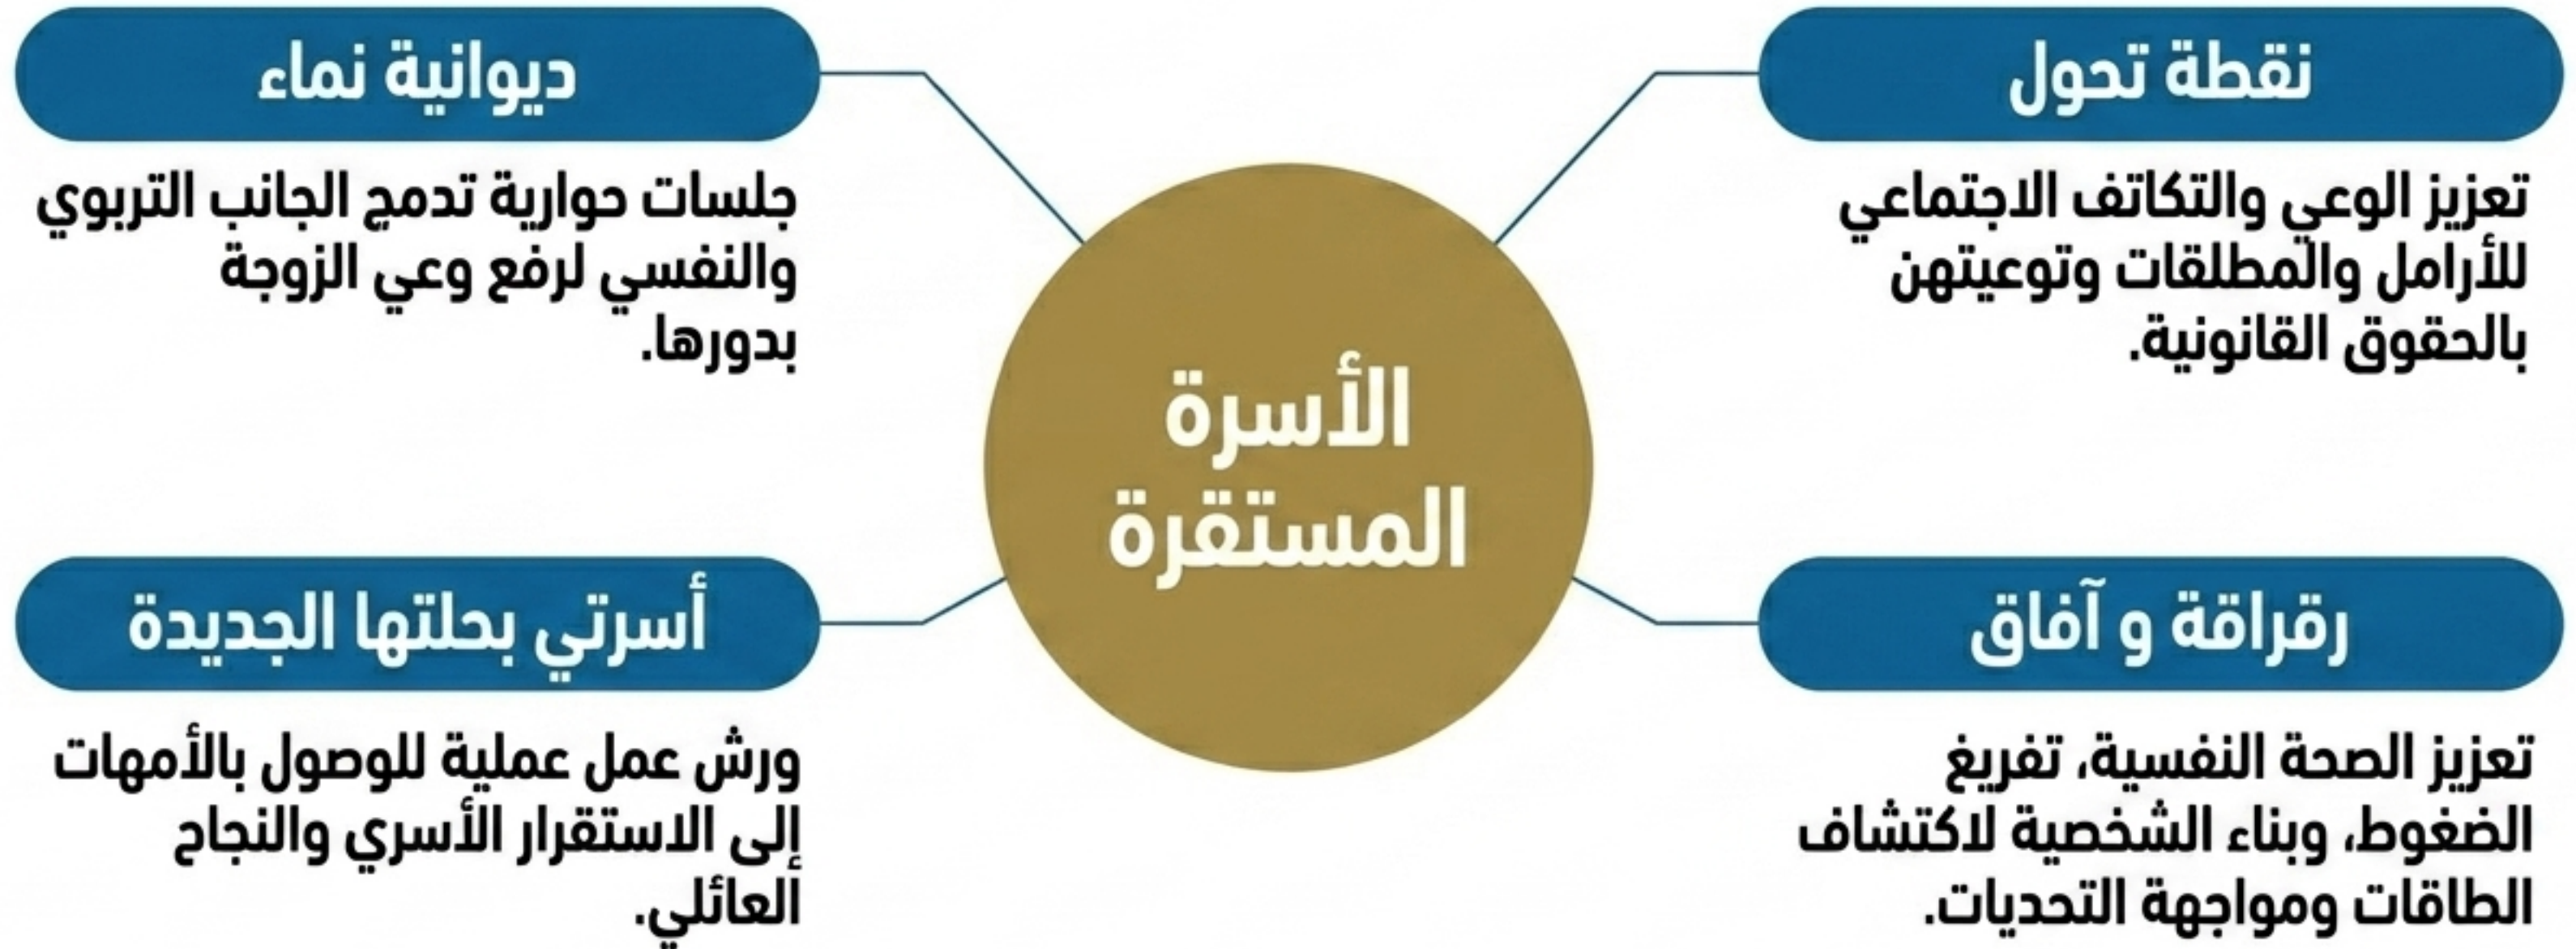 نقطة تحول
تعزيز الوعي والتكاتف الاجتماعي
للأرامل والمطلقات وتوعيتهن
بالحقوق القانونية.
ديوانية نماء
جلسات حوارية تدمج الجانب التربوي
والنفسي لرفع وعي الزوجة
بدورها.
الأسرة
المستقرة
رقراقة و آفاق
تعزيز الصحة النفسية، تفريغ
الضغوط، وبناء الشخصية لاكتشاف
الطاقات ومواجهة التحديات.
أسرتي بحلتها الجديدة
ورش عمل عملية للوصول بالأمهات
إلى الاستقرار الأسري والنجاح
العائلي.